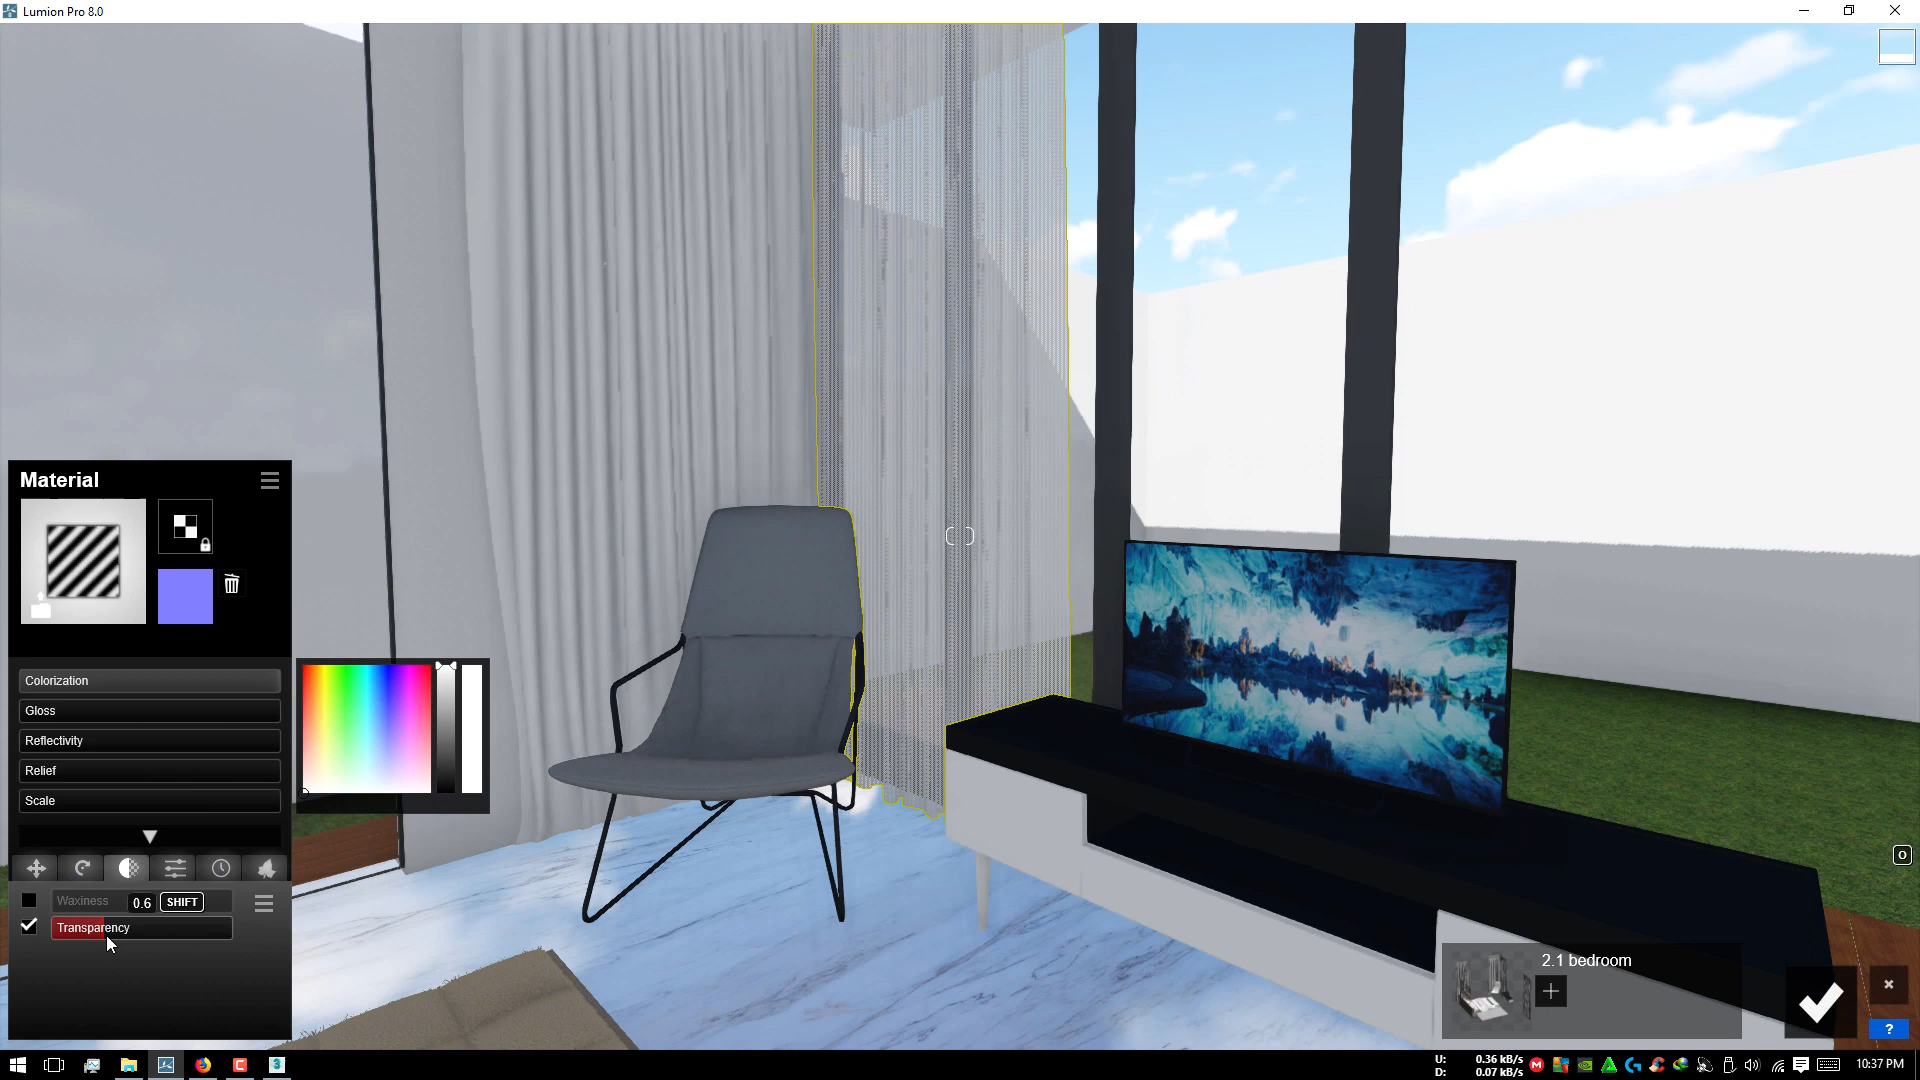 Lumion Pro 8.0
Material
Colorization
Gloss
Reflectivity
Relief
Scale
Waxiness 0.6 SHIFT
Transparency
O
2.1 bedroom
?
U: 0.36 kB/s
D: 0.07 kB/s
10:37 PM